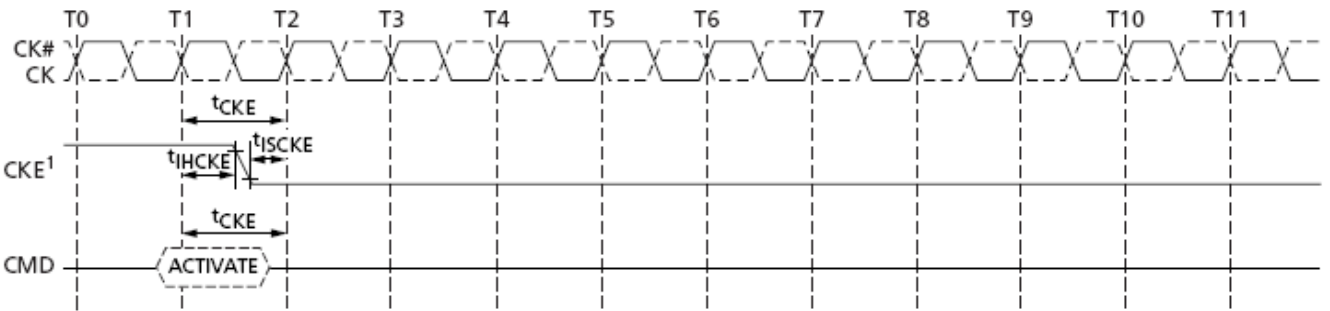 T0 T1 T2 T3 T4 T5 T6 T7 T8 T9 T10 T11
CK#
CK
tCKE
tISCKE
CKE1 tIHCKE
tCKE
CMD ACTIVATE